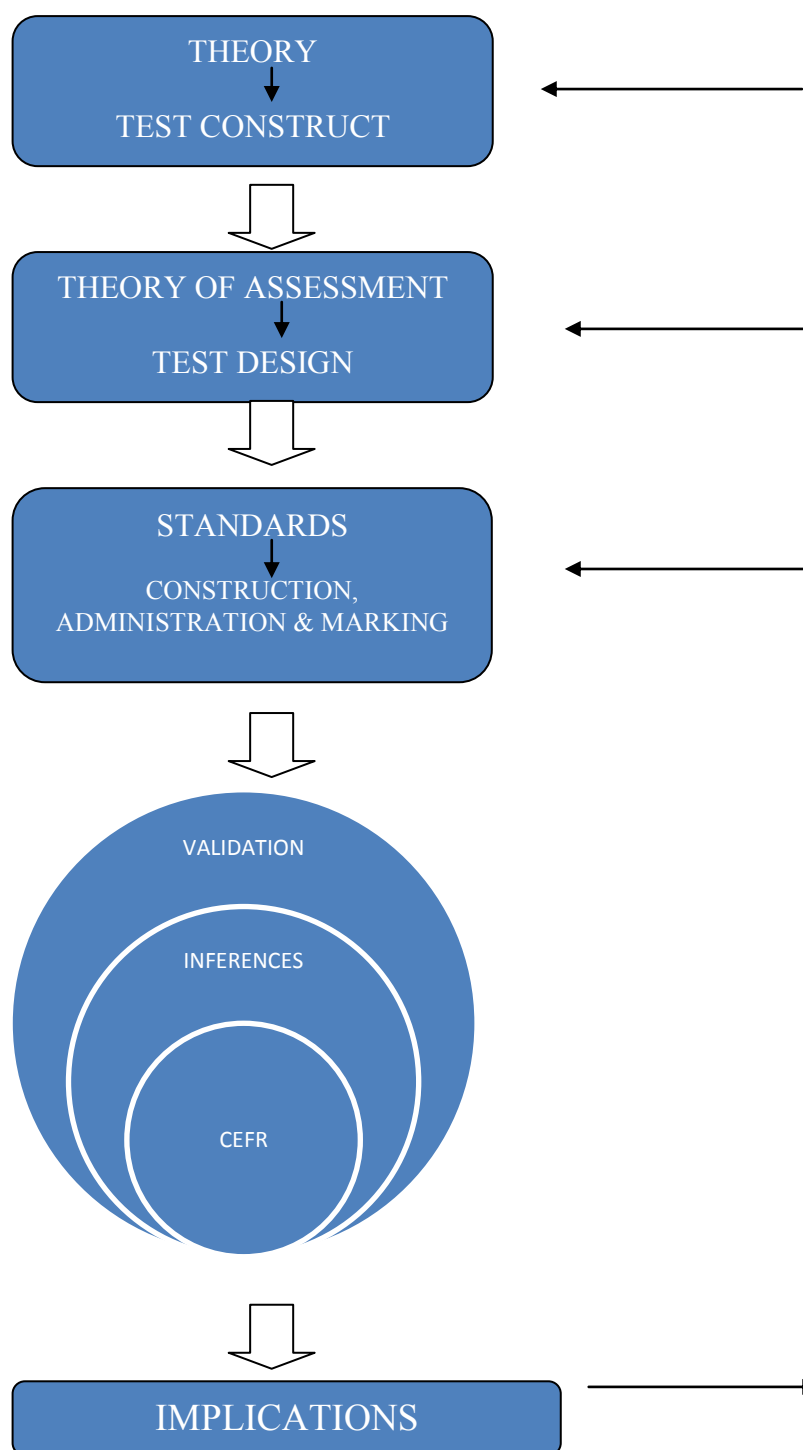 THEORY
TEST CONSTRUCT
THEORY OF ASSESSMENT
TEST DESIGN
STANDARDS
CONSTRUCTION,
ADMINISTRATION & MARKING
VALIDATION
INFERENCES
CEFR
IMPLICATIONS